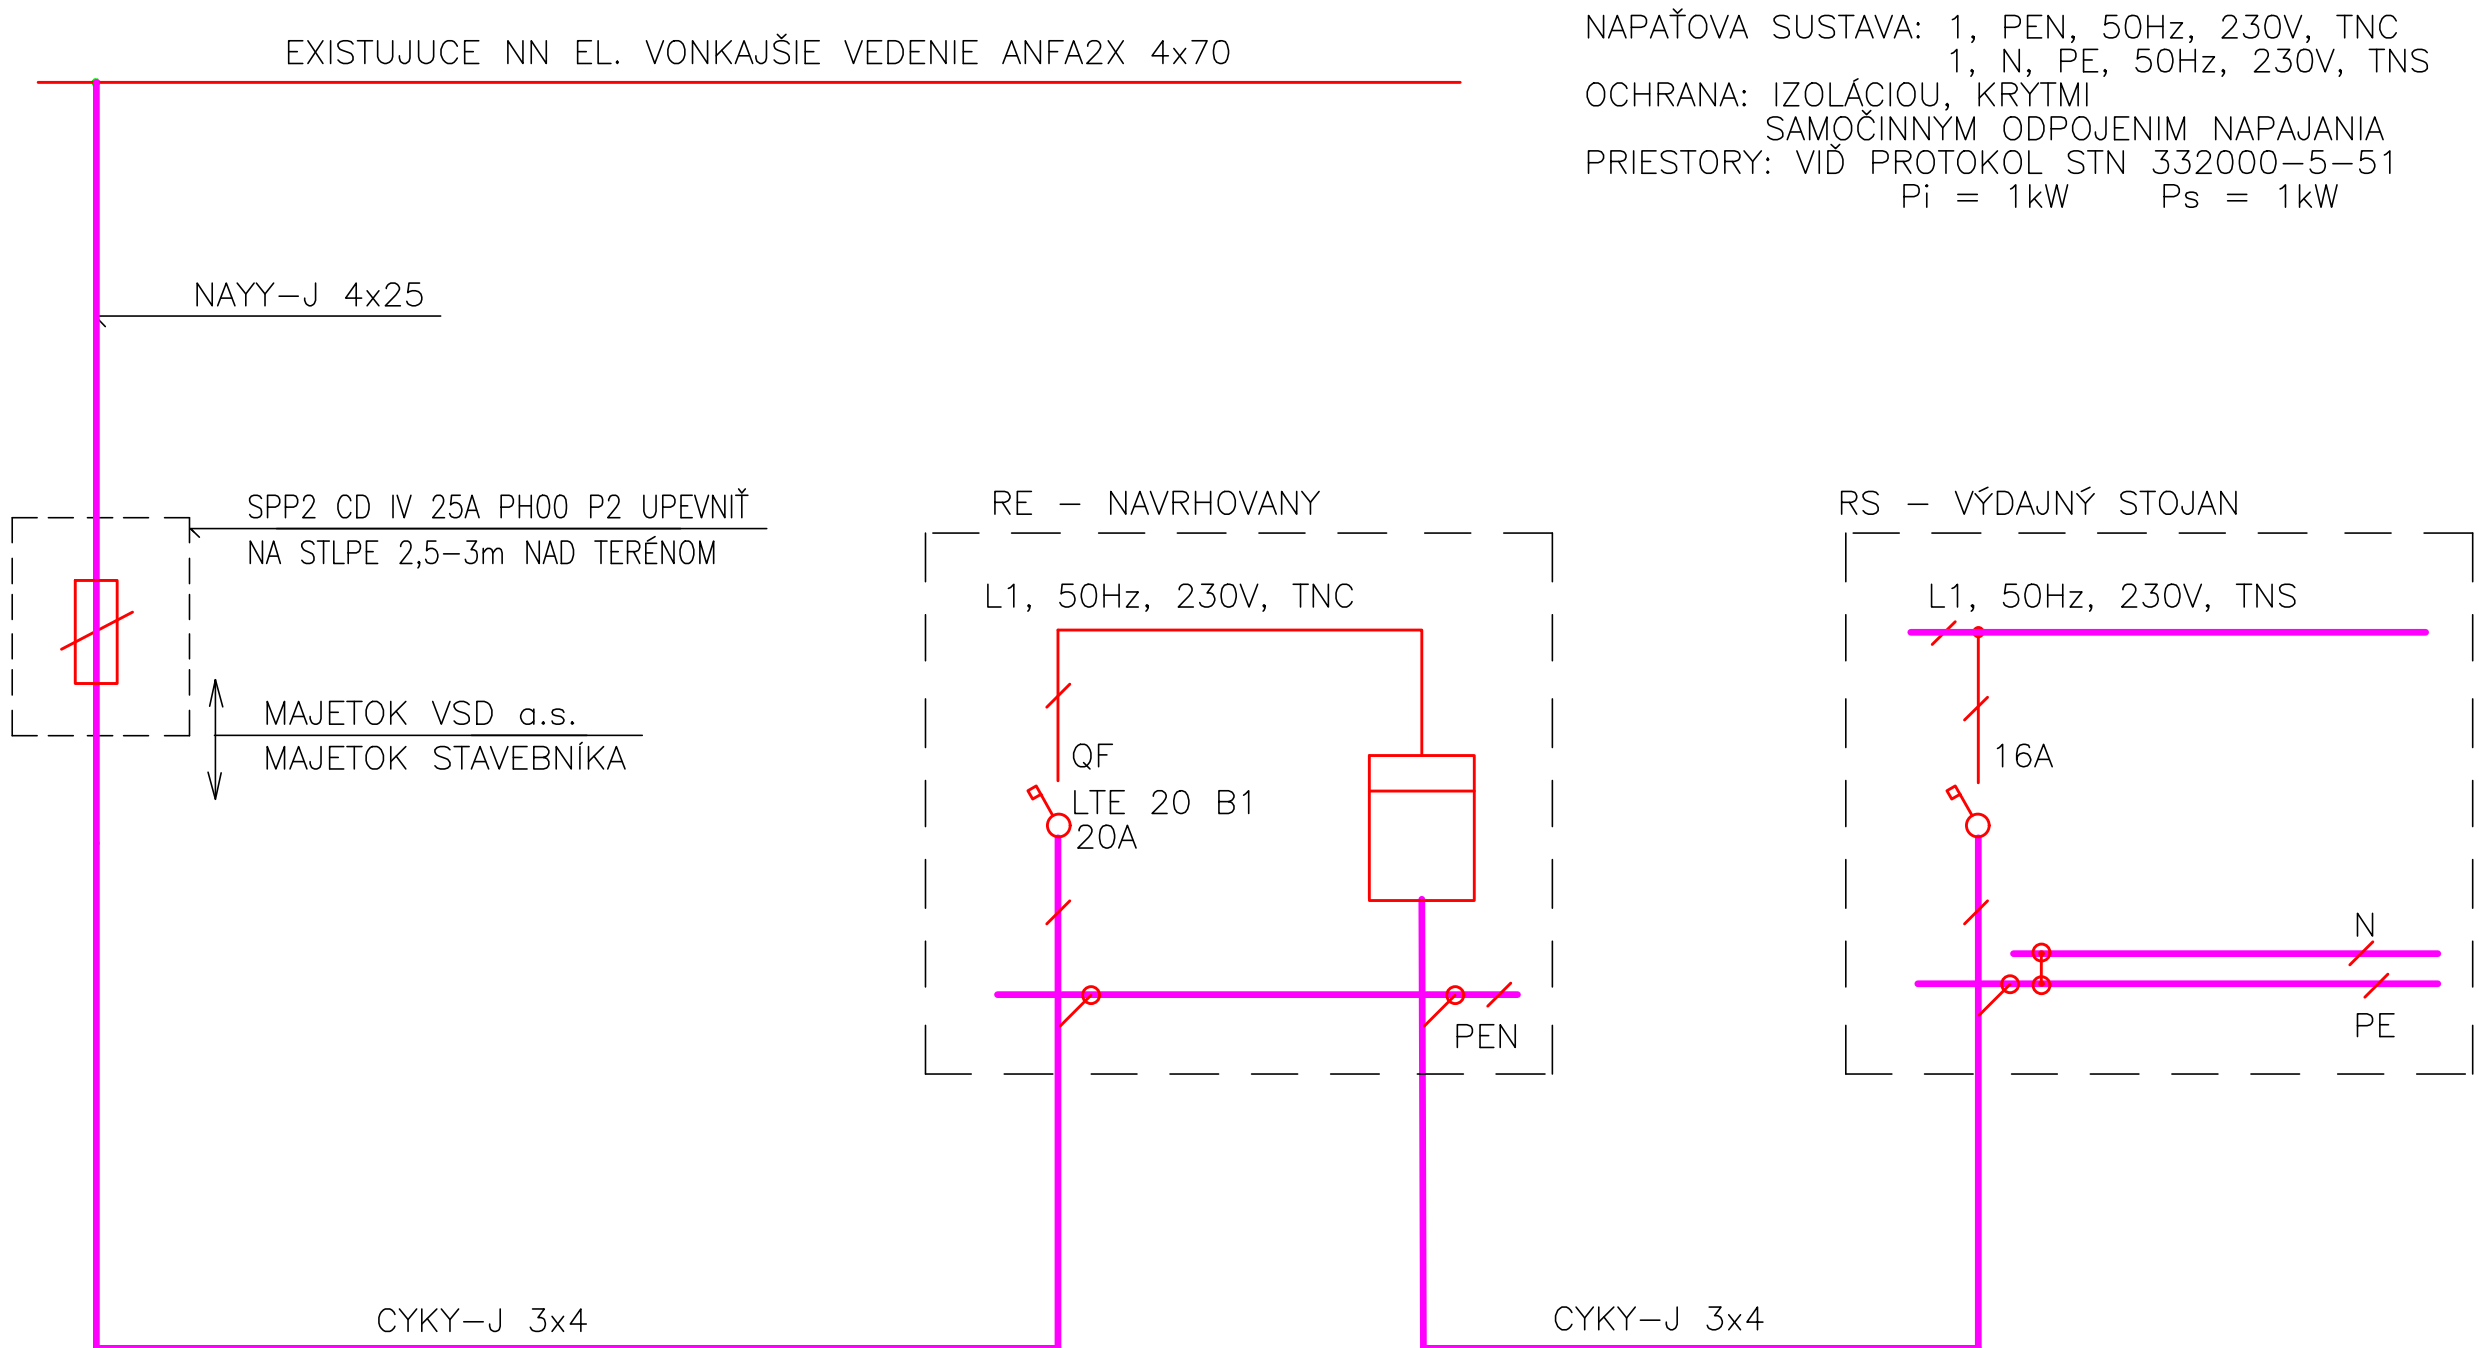 EXISTUJUCE NN EL. VONKAJŠIE VEDENIE ANFA2X 4x70
NAPAŤOVA SUSTAVA: 1, PEN, 50Hz, 230V, TNC
1, N, PE, 50Hz, 230V, TNS
OCHRANA: IZOLÁCIOU, KRYTMI
SAMOČINNYM ODPOJENIM NAPAJANIA
PRIESTORY: VIĎ PROTOKOL STN 332000-5-51
Pi = 1kW Ps = 1kW
NAYY-J 4x25
SPP2 CD IV 25A PH00 P2 UPEVNIŤ
NA STLPE 2,5-3m NAD TERÉNOM
MAJETOK VSD a.s.
MAJETOK STAVEBNÍKA
RE - NAVRHOVANY
L1, 50Hz, 230V, TNC
QF
LTE 20 B1
20A
PEN
RS - VÝDAJNÝ STOJAN
L1, 50Hz, 230V, TNS
16A
N
PE
CYKY-J 3x4
CYKY-J 3x4